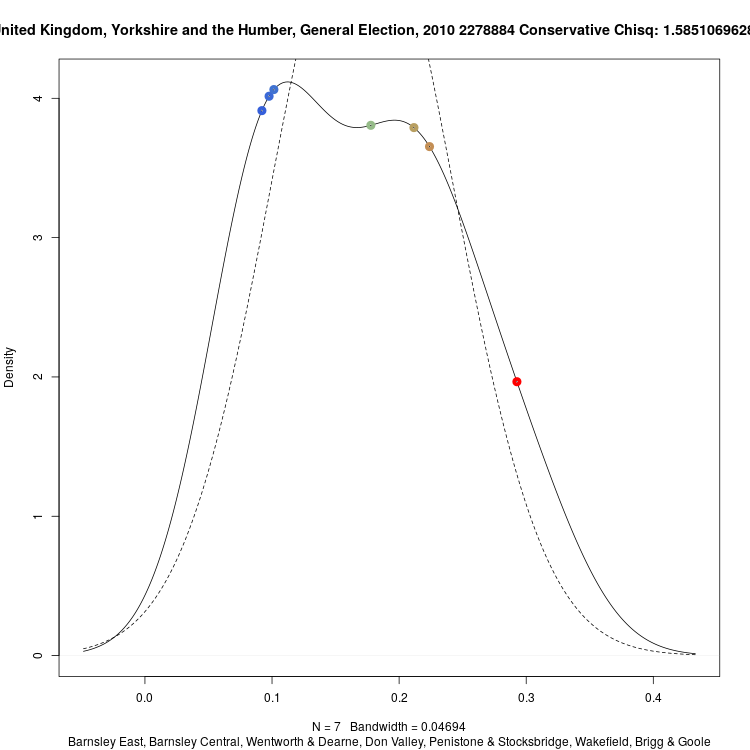 United Kingdom, Yorkshire and the Humber, General Election, 2010 2278884 Conservative Chisq: 1.5851069628
4
3
2
1
0
Density
0.0 0.1 0.2 0.3 0.4
N = 7 Bandwidth = 0.04694
Barnsley East, Barnsley Central, Wentworth & Dearne, Don Valley, Penistone & Stocksbridge, Wakefield, Brigg & Goole